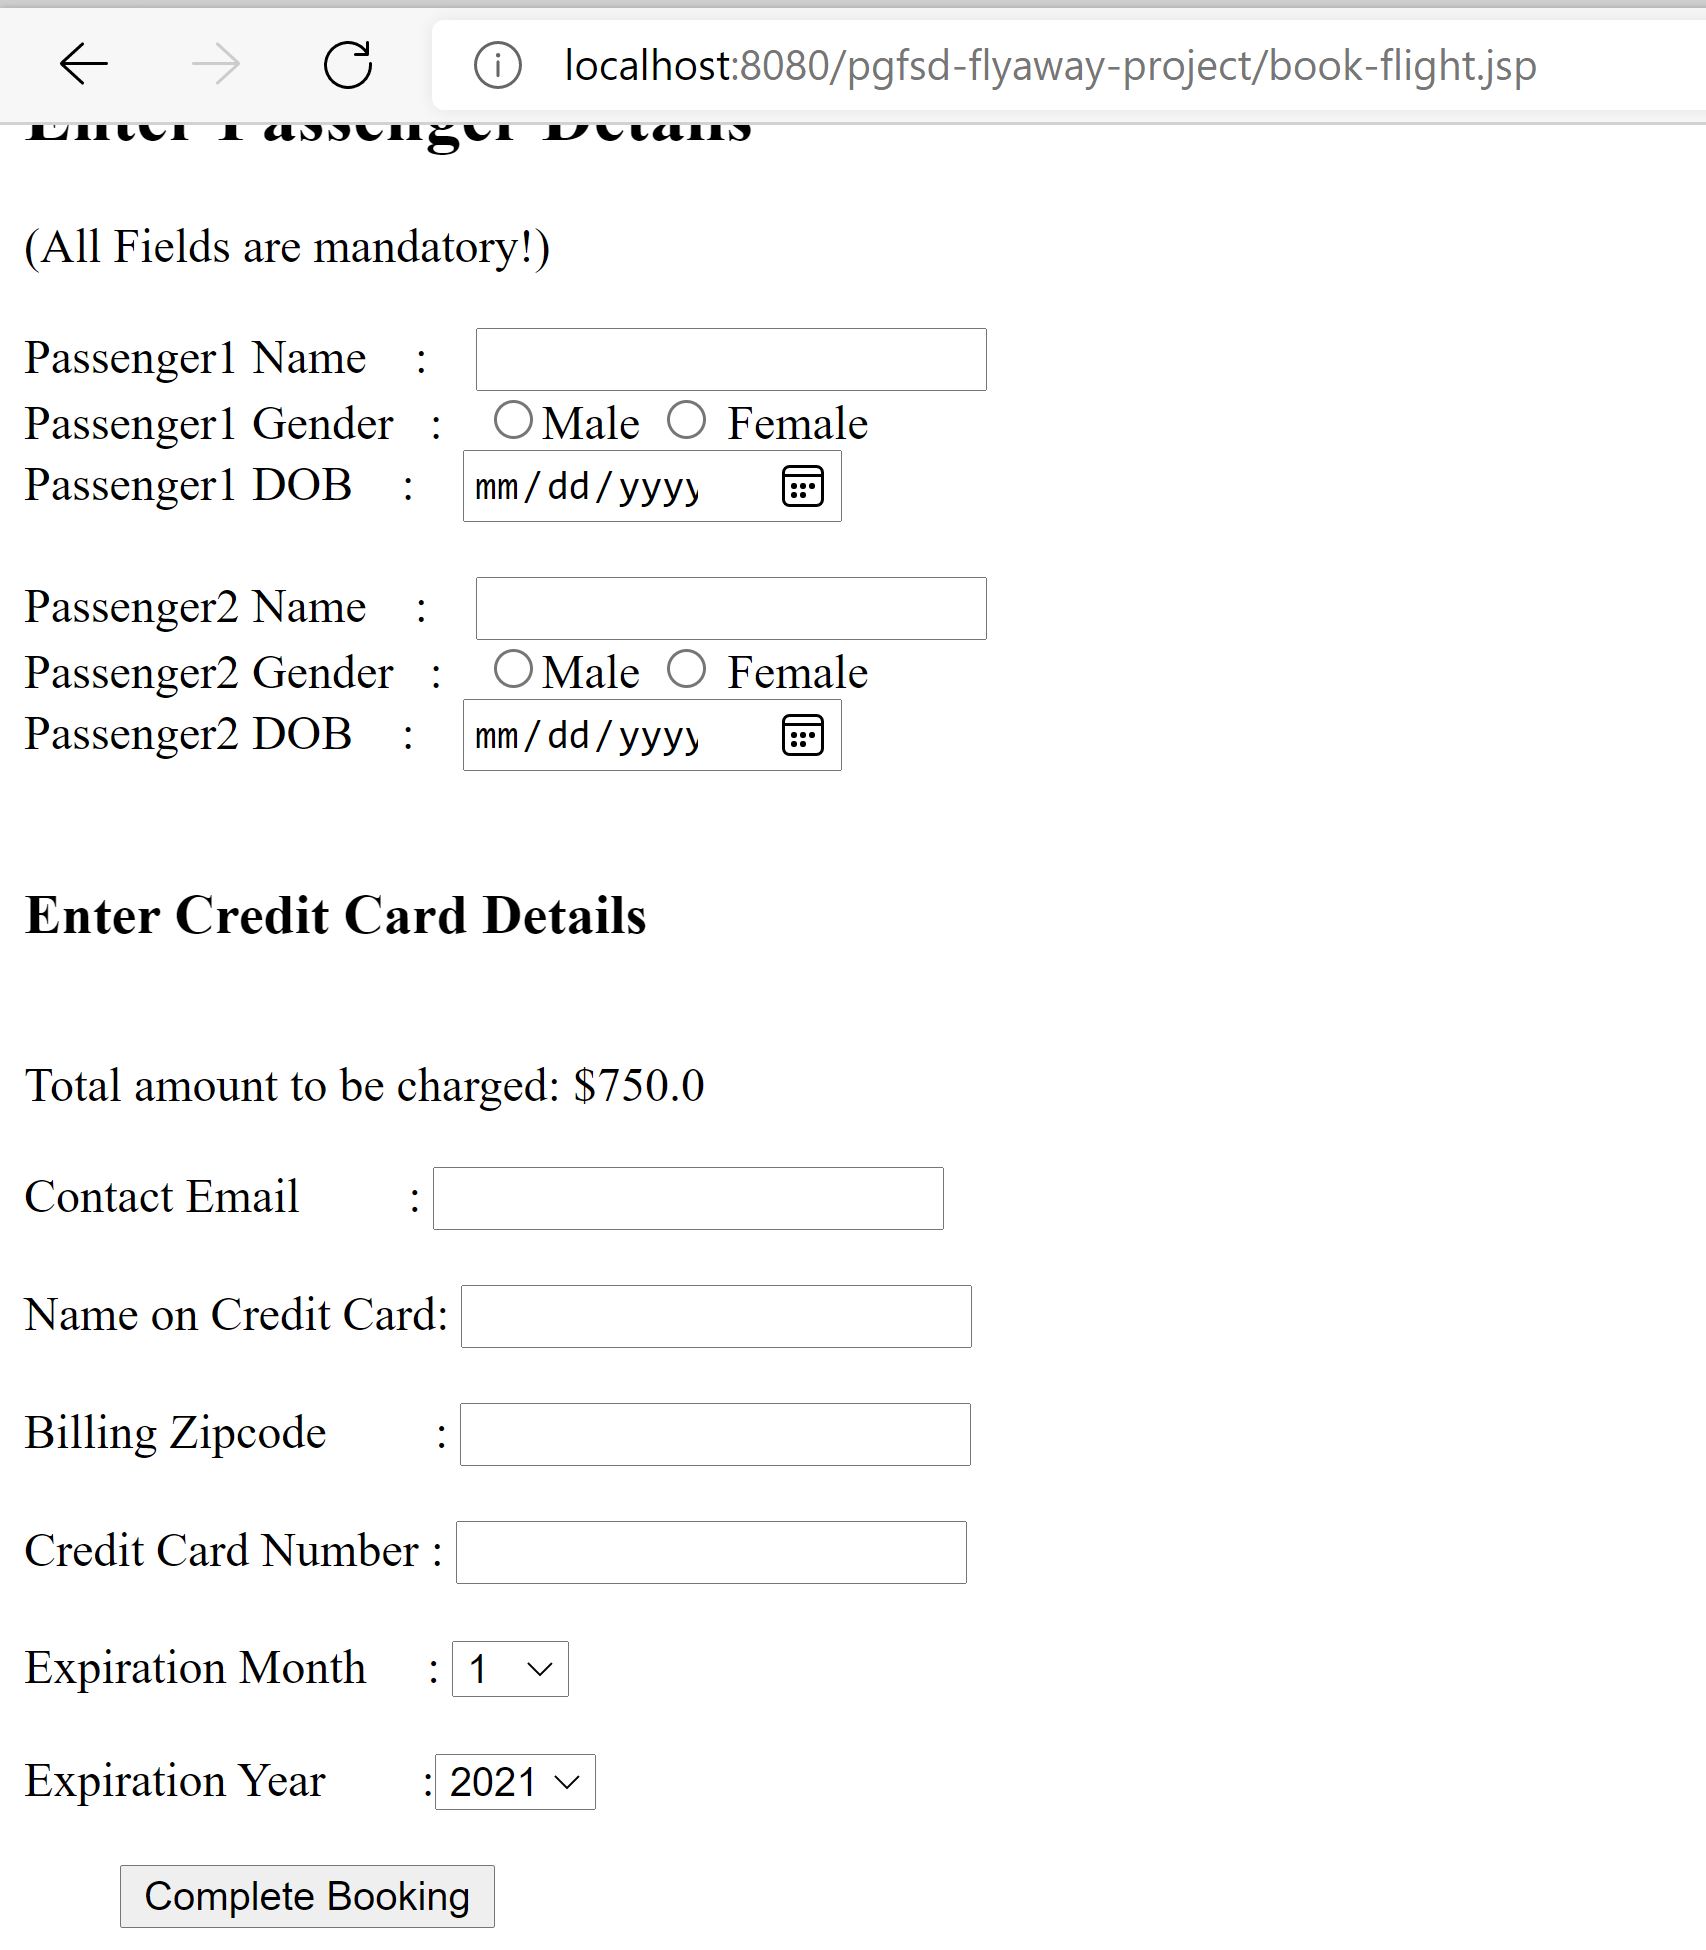 localhost:8080/pgfsd-flyaway-project/book-flight.jsp
Enter Passenger Details
(All Fields are mandatory!)
Passenger1 Name :
Passenger1 Gender : Male Female
Passenger1 DOB : mm/dd/yyyy
Passenger2 Name :
Passenger2 Gender : Male Female
Passenger2 DOB : mm/dd/yyyy
Enter Credit Card Details
Total amount to be charged: $750.0
Contact Email :
Name on Credit Card:
Billing Zipcode :
Credit Card Number :
Expiration Month : 1
Expiration Year :2021
Complete Booking